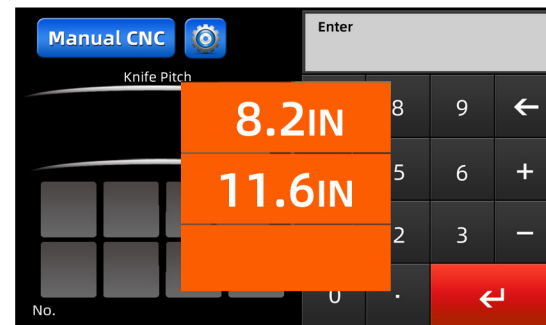 Manual CNC
Enter
Knife Pitch
8.2IN
11.6IN
8
9
←
5
6
+
2
3
−
0
.
↵
No.